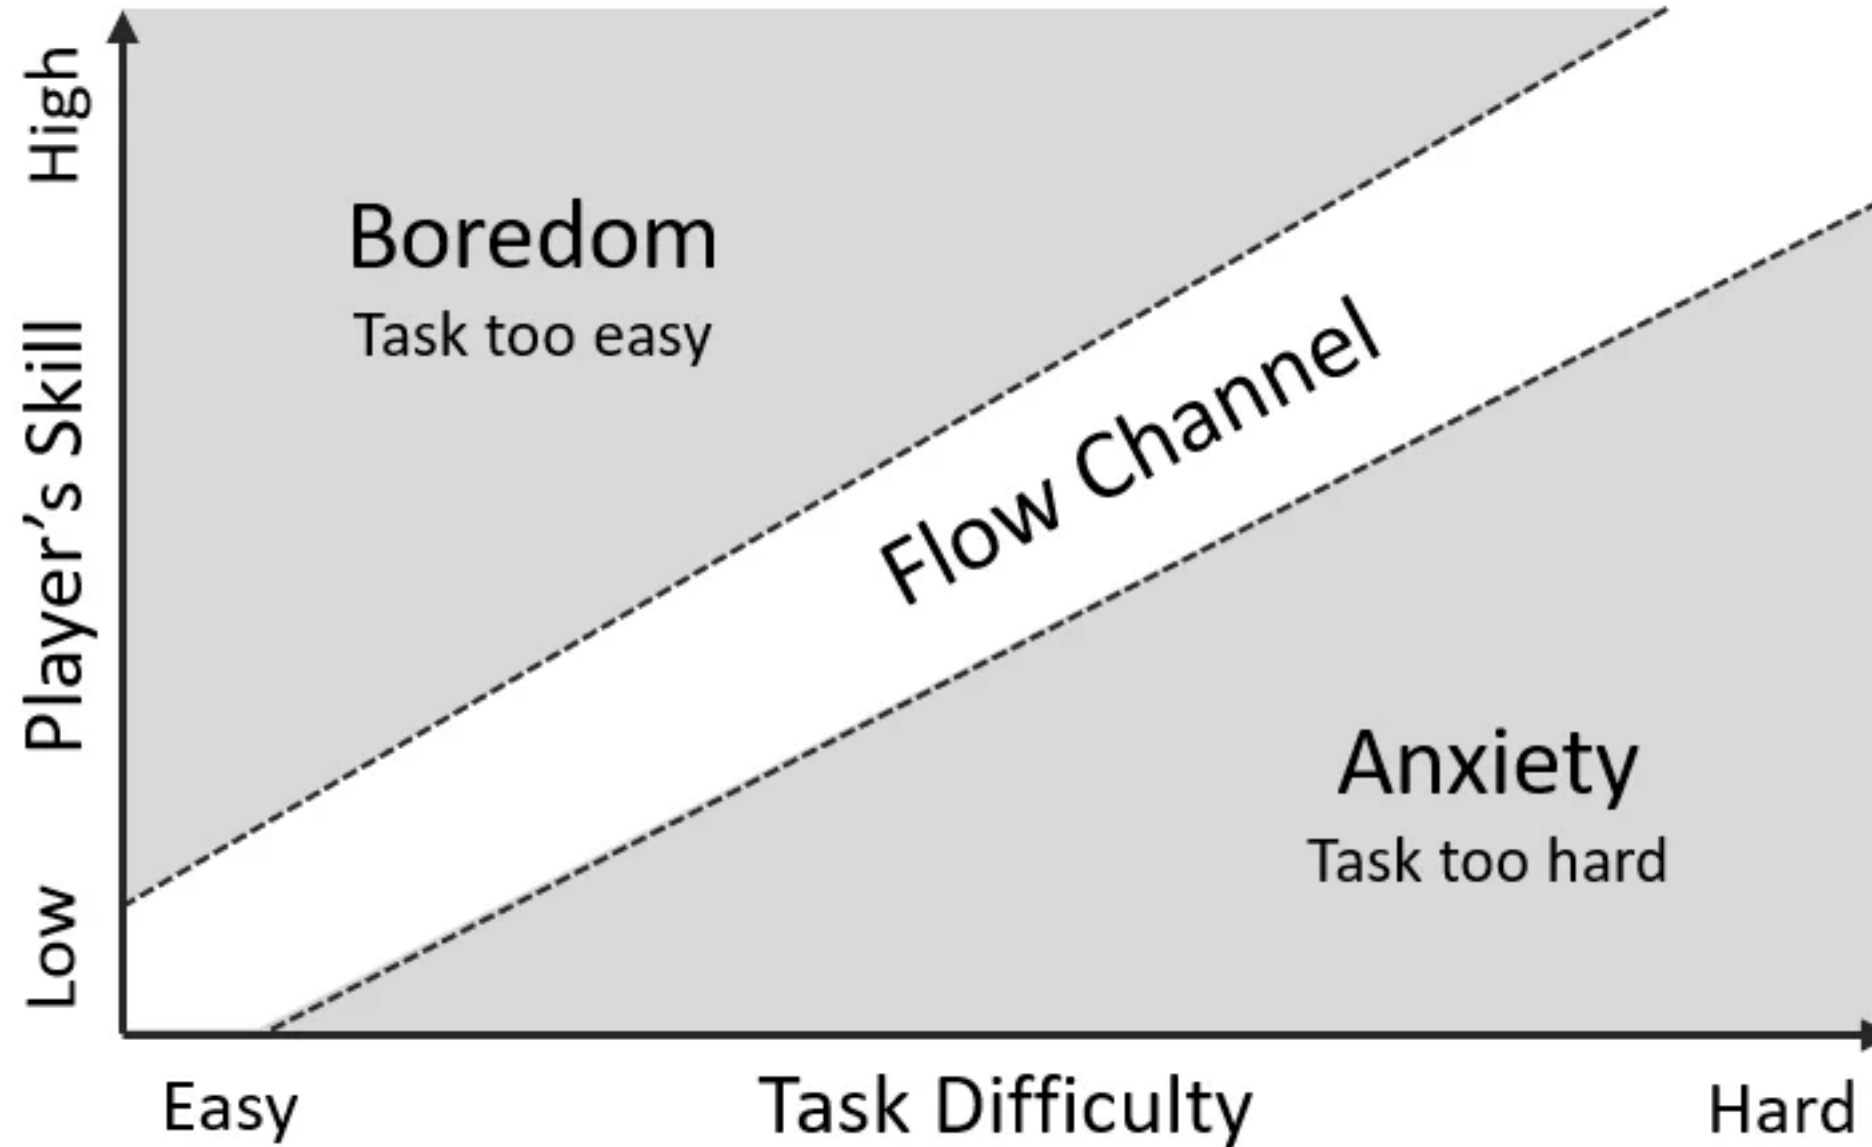 High
Player’s Skill
Low
Boredom
Task too easy
Flow Channel
Anxiety
Task too hard
Easy
Task Difficulty
Hard